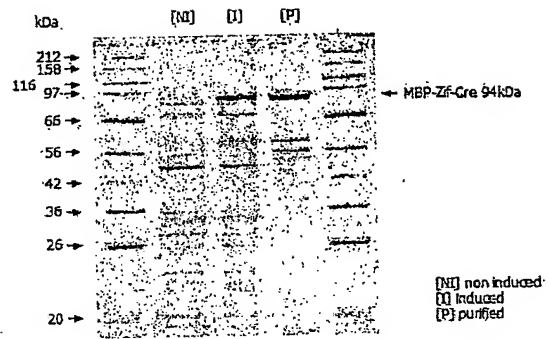 kDa
[NI] [I] [P]
212
158
116
97
66
56
42
36
26
20
MBP-Zif-Cre 94kDa
[NI] non induced
[I] induced
[P] purified